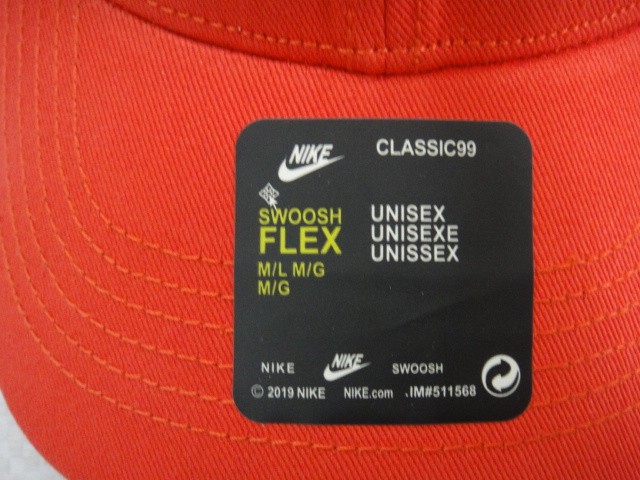 NIKE
CLASSIC99
SWOOSH
FLEX
M/L M/G
M/G
UNISEX
UNISEXE
UNISSEX
NIKE NIKE SWOOSH
© 2019 NIKE NIKE.com .IM#511568